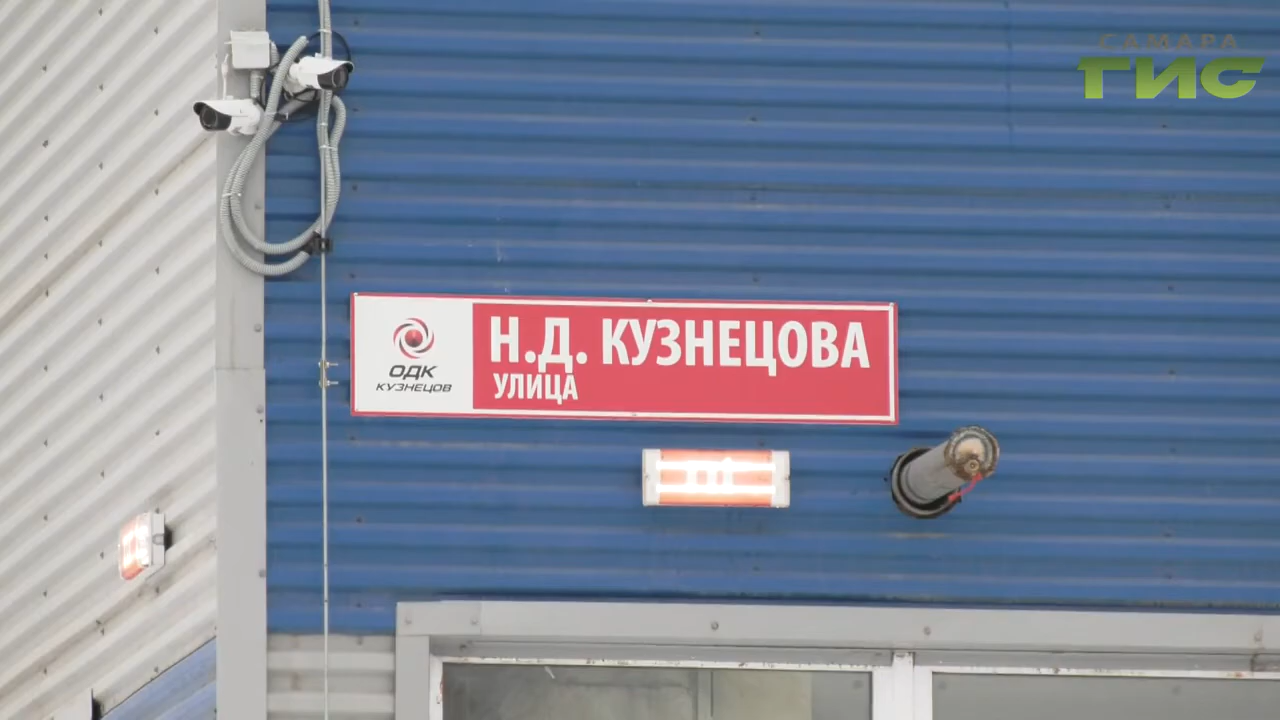 САМАРА
ГИС
Н.Д. КУЗНЕЦОВА
УЛИЦА
ОДК
КУЗНЕЦОВ